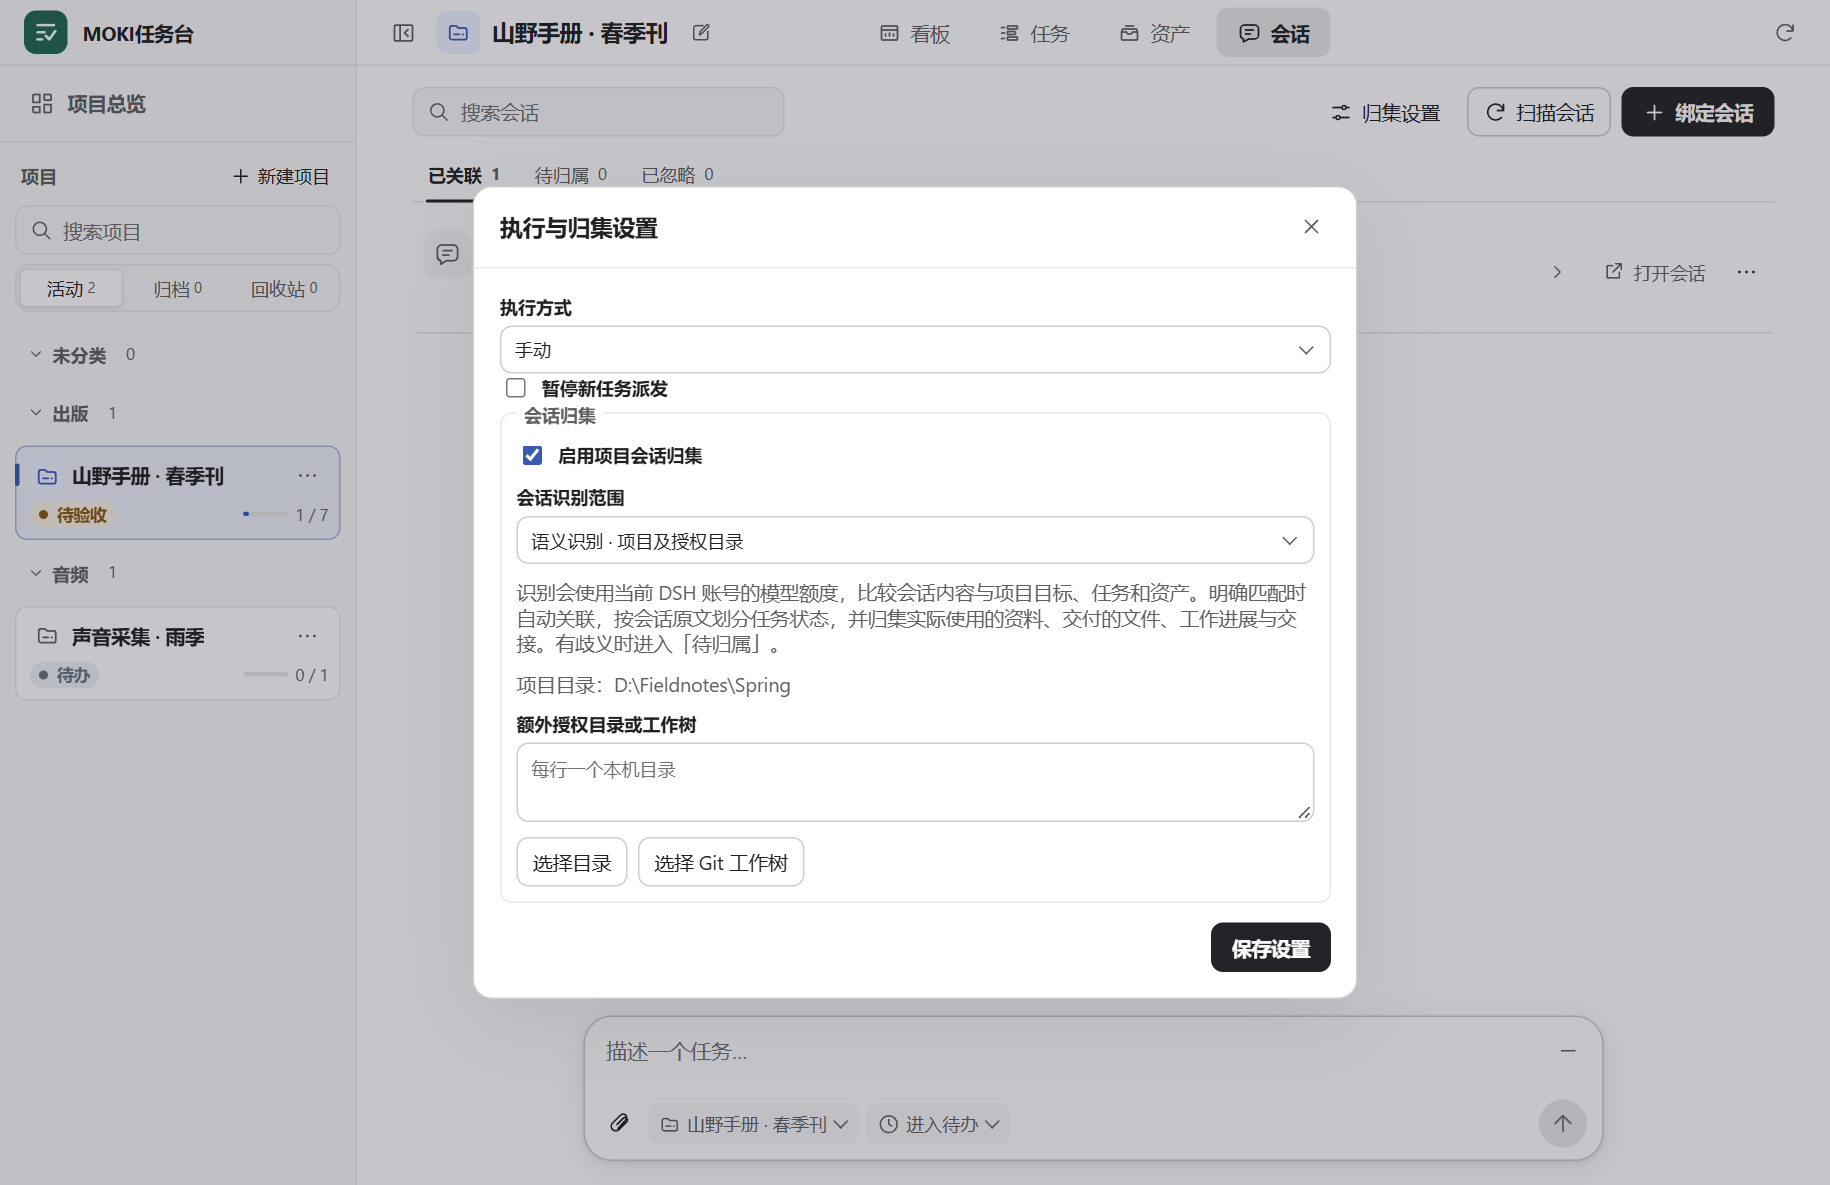 MOKI任务台
山野手册 · 春季刊
看板
任务
资产
会话
项目总览
搜索会话
归集设置
扫描会话
绑定会话
项目
新建项目
已关联 1
待归属 0
已忽略 0
搜索项目
活动 2
归档 0
回收站 0
未分类 0
出版 1
山野手册 · 春季刊
待验收
1 / 7
音频 1
声音采集 · 雨季
待办
0 / 1
打开会话
执行与归集设置
执行方式
手动
暂停新任务派发
会话归集
启用项目会话归集
会话识别范围
语义识别 · 项目及授权目录
识别会使用当前 DSH 账号的模型额度，比较会话内容与项目目标、任务和资产。明确匹配时
自动关联，按会话原文划分任务状态，并归集实际使用的资料、交付的文件、工作进展与交
接。有歧义时进入「待归属」。
项目目录：D:\Fieldnotes\Spring
额外授权目录或工作树
每行一个本机目录
选择目录
选择 Git 工作树
保存设置
描述一个任务...
山野手册 · 春季刊
进入待办